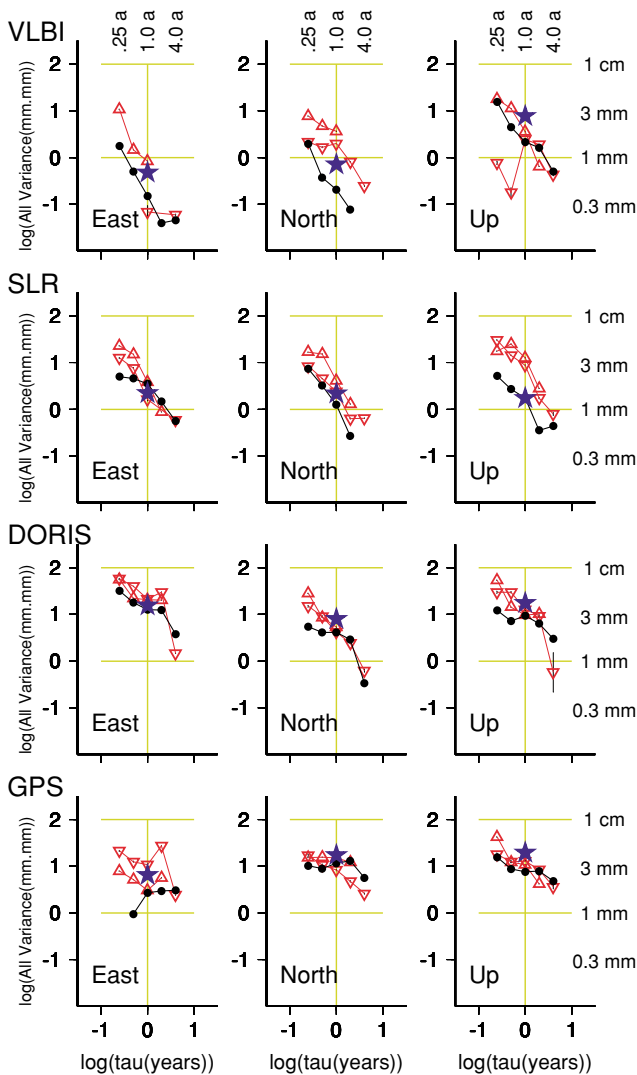 VLBI
.25 a 1.0 a 4.0 a .25 a 1.0 a 4.0 a .25 a 1.0 a 4.0 a
log(All Variance(mm.mm))
2 2 2 1 cm
1 1 1 3 mm
0 0 0 1 mm
-1 -1 -1 0.3 mm
East North Up
SLR
log(All Variance(mm.mm))
2 2 2 1 cm
1 1 1 3 mm
0 0 0 1 mm
-1 -1 -1 0.3 mm
East North Up
DORIS
log(All Variance(mm.mm))
2 2 2 1 cm
1 1 1 3 mm
0 0 0 1 mm
-1 -1 -1 0.3 mm
East North Up
GPS
log(All Variance(mm.mm))
2 2 2 1 cm
1 1 1 3 mm
0 0 0 1 mm
-1 -1 -1 0.3 mm
East North Up
-1 0 1 -1 0 1 -1 0 1
log(tau(years)) log(tau(years)) log(tau(years))